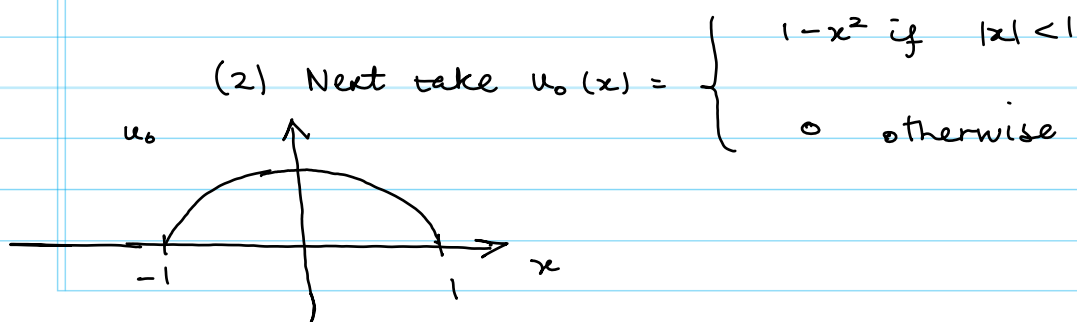 1 - x² if |x| < 1
(2) Next take u₀(x) = {
0 otherwise
u₀
x
-1 1